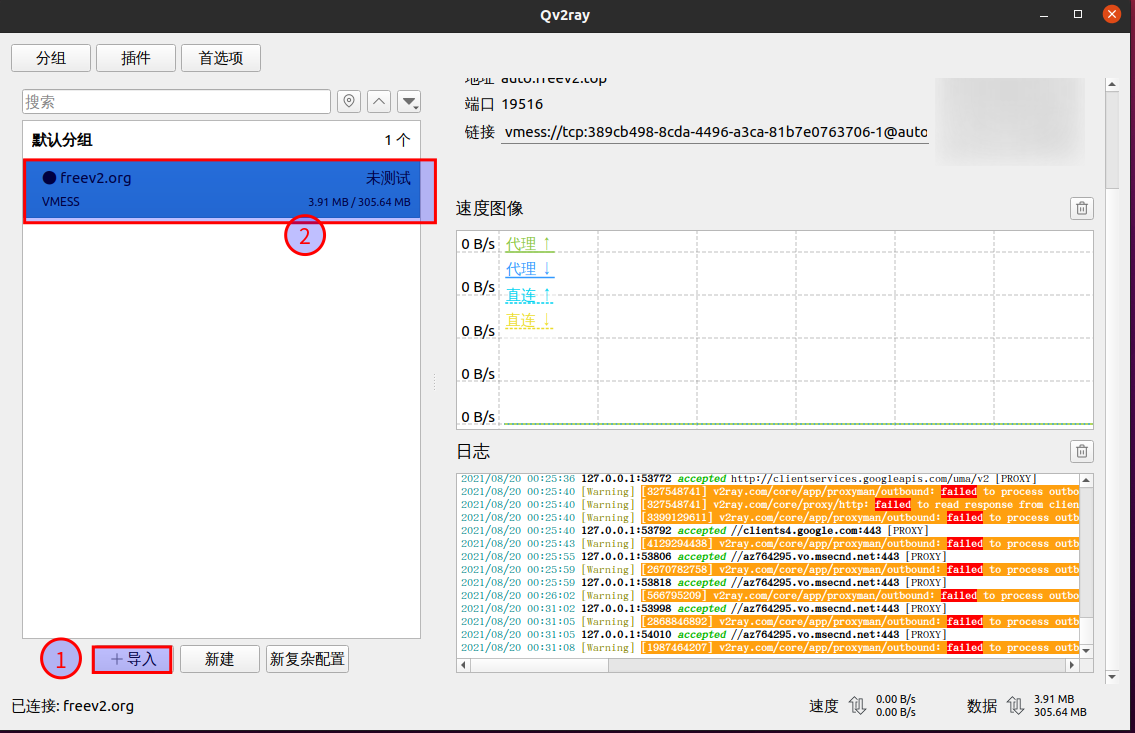 Qv2ray
分组 插件 首选项
搜索
默认分组 1 个
freev2.org 未测试
VMESS 3.91 MB / 305.64 MB
2
1
+ 导入 新建 新复杂配置
地址 auto.freev2.top
端口 19516
链接 vmess://tcp:389cb498-8cda-4496-a3ca-81b7e0763706-1@auto
速度图像
0 B/s 代理 ↑
代理 ↓
0 B/s 直连 ↑
直连 ↓
0 B/s
0 B/s
0 B/s
日志
2021/08/20 00:25:36 127.0.0.1:53772 accepted http://clientservices.googleapis.com/uma/v2 [PROXY]
2021/08/20 00:25:40 [Warning] [327548741] v2ray.com/core/app/proxyman/outbound: failed to process outbo
2021/08/20 00:25:40 [Warning] [327548741] v2ray.com/core/proxy/http: failed to read response from clien
2021/08/20 00:25:40 [Warning] [3399129611] v2ray.com/core/app/proxyman/outbound: failed to process outb
2021/08/20 00:25:40 127.0.0.1:53792 accepted //clients4.google.com:443 [PROXY]
2021/08/20 00:25:43 [Warning] [4129294438] v2ray.com/core/app/proxyman/outbound: failed to process outb
2021/08/20 00:25:55 127.0.0.1:53806 accepted //az764295.vo.msecnd.net:443 [PROXY]
2021/08/20 00:25:59 [Warning] [2670782758] v2ray.com/core/app/proxyman/outbound: failed to process outb
2021/08/20 00:25:59 127.0.0.1:53818 accepted //az764295.vo.msecnd.net:443 [PROXY]
2021/08/20 00:26:02 [Warning] [566795209] v2ray.com/core/app/proxyman/outbound: failed to process outbo
2021/08/20 00:31:02 127.0.0.1:53998 accepted //az764295.vo.msecnd.net:443 [PROXY]
2021/08/20 00:31:05 [Warning] [2868846892] v2ray.com/core/app/proxyman/outbound: failed to process outb
2021/08/20 00:31:05 127.0.0.1:54010 accepted //az764295.vo.msecnd.net:443 [PROXY]
2021/08/20 00:31:08 [Warning] [1987464207] v2ray.com/core/app/proxyman/outbound: failed to process outb
已连接: freev2.org
速度 0.00 B/s
0.00 B/s
数据 3.91 MB
305.64 MB